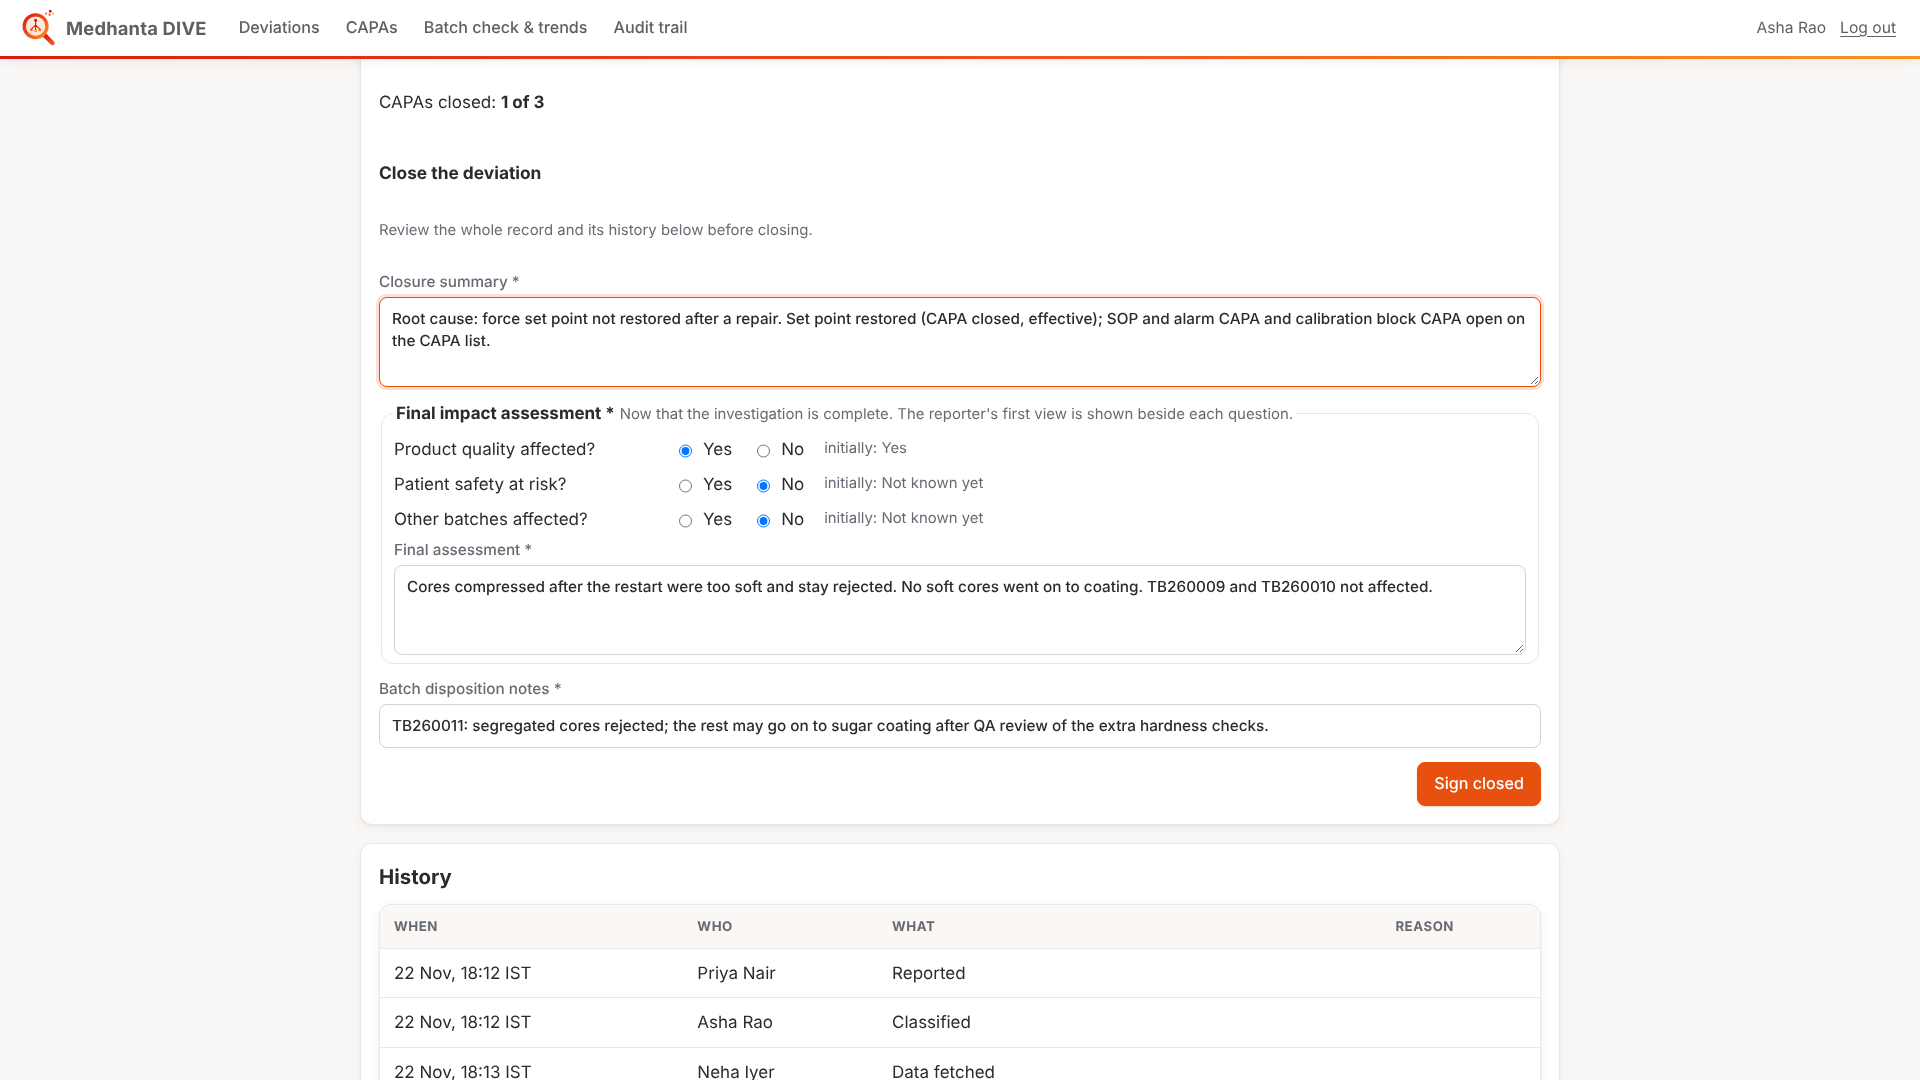 Medhanta DIVE Deviations CAPAs Batch check & trends Audit trail Asha Rao Log out
CAPAs closed: 1 of 3
Close the deviation
Review the whole record and its history below before closing.
Closure summary *
Root cause: force set point not restored after a repair. Set point restored (CAPA closed, effective); SOP and alarm CAPA and calibration block CAPA open on
the CAPA list.
Final impact assessment * Now that the investigation is complete. The reporter's first view is shown beside each question.
Product quality affected? Yes No initially: Yes
Patient safety at risk? Yes No initially: Not known yet
Other batches affected? Yes No initially: Not known yet
Final assessment *
Cores compressed after the restart were too soft and stay rejected. No soft cores went on to coating. TB260009 and TB260010 not affected.
Batch disposition notes *
TB260011: segregated cores rejected; the rest may go on to sugar coating after QA review of the extra hardness checks.
Sign closed
History
WHEN WHO WHAT REASON
22 Nov, 18:12 IST Priya Nair Reported
22 Nov, 18:12 IST Asha Rao Classified
22 Nov, 18:13 IST Neha Iyer Data fetched